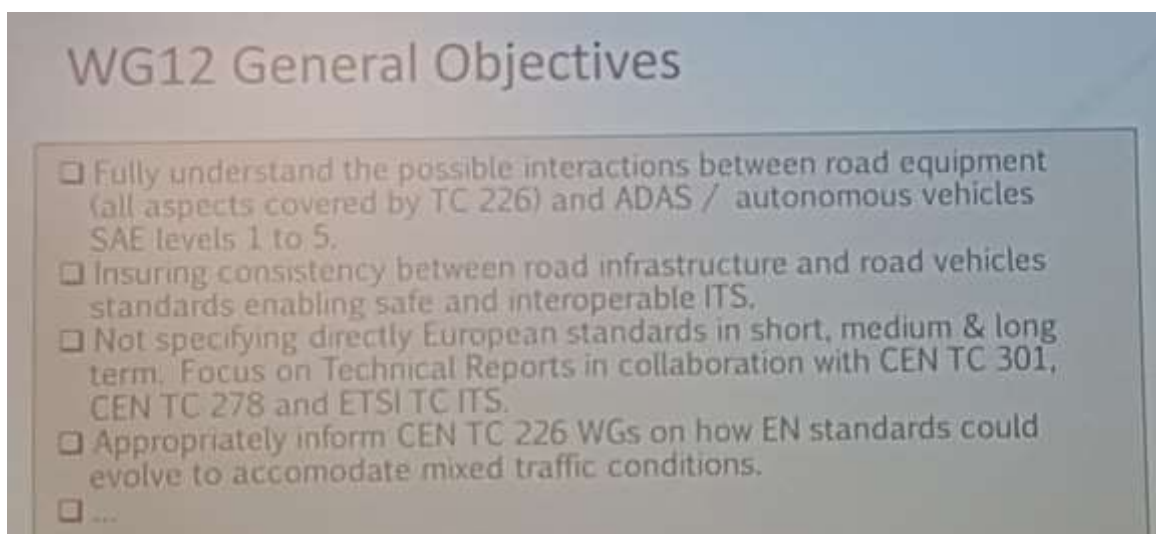 WG12 General Objectives
❑ Fully understand the possible interactions between road equipment
(all aspects covered by TC 226) and ADAS / autonomous vehicles
SAE levels 1 to 5.
❑ Insuring consistency between road infrastructure and road vehicles
standards enabling safe and interoperable ITS.
❑ Not specifying directly European standards in short, medium & long
term. Focus on Technical Reports in collaboration with CEN TC 301,
CEN TC 278 and ETSI TC ITS.
❑ Appropriately inform CEN TC 226 WGs on how EN standards could
evolve to accomodate mixed traffic conditions.
❑ ...